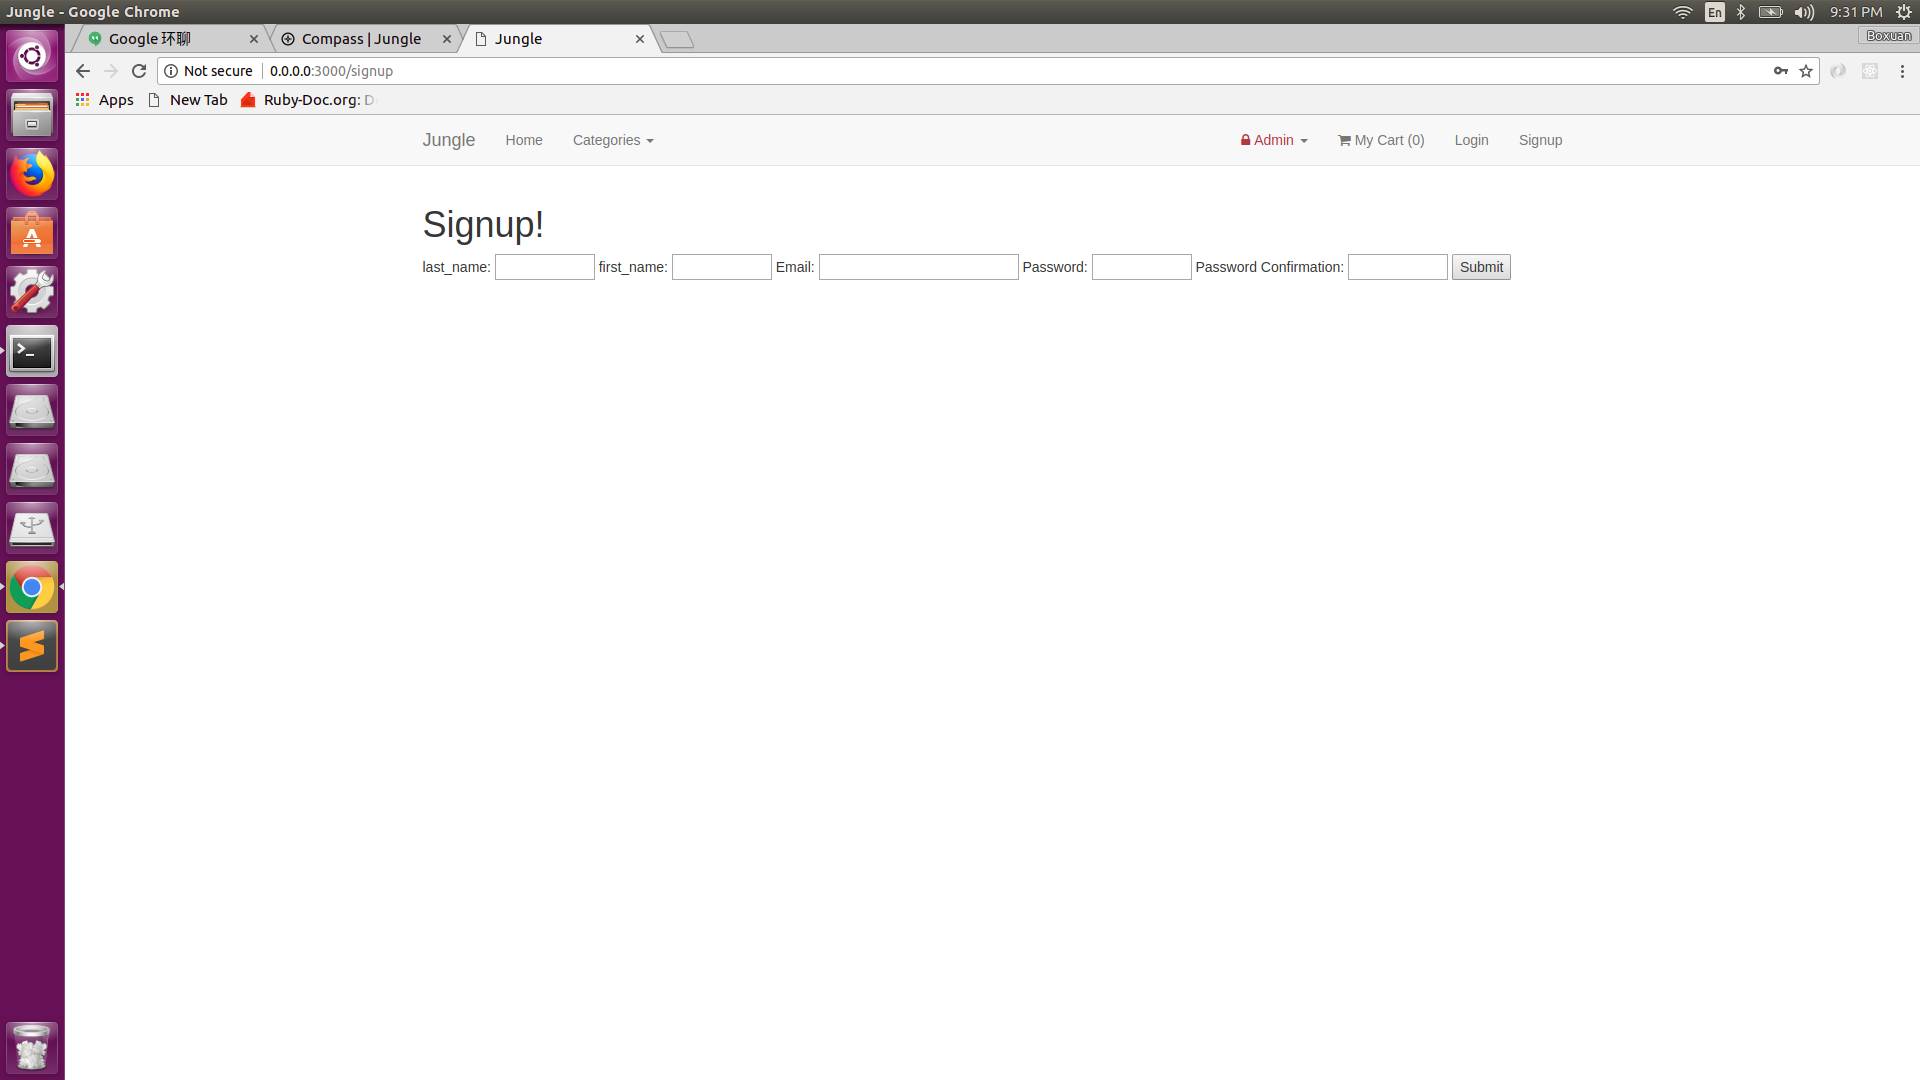 Jungle - Google Chrome
En
9:31 PM
Google 环聊
Compass | Jungle
Jungle
Boxuan
Not secure
0.0.0.0:3000/signup
Apps
New Tab
Ruby-Doc.org: D
Jungle
Home
Categories
Admin
My Cart (0)
Login
Signup
Signup!
last_name:
first_name:
Email:
Password:
Password Confirmation:
Submit